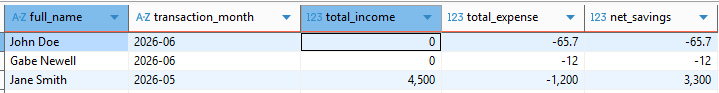 A-Z full_name A-Z transaction_month 123 total_income 123 total_expense 123 net_savings
John Doe 2026-06 0 -65.7 -65.7
Gabe Newell 2026-06 0 -12 -12
Jane Smith 2026-05 4,500 -1,200 3,300